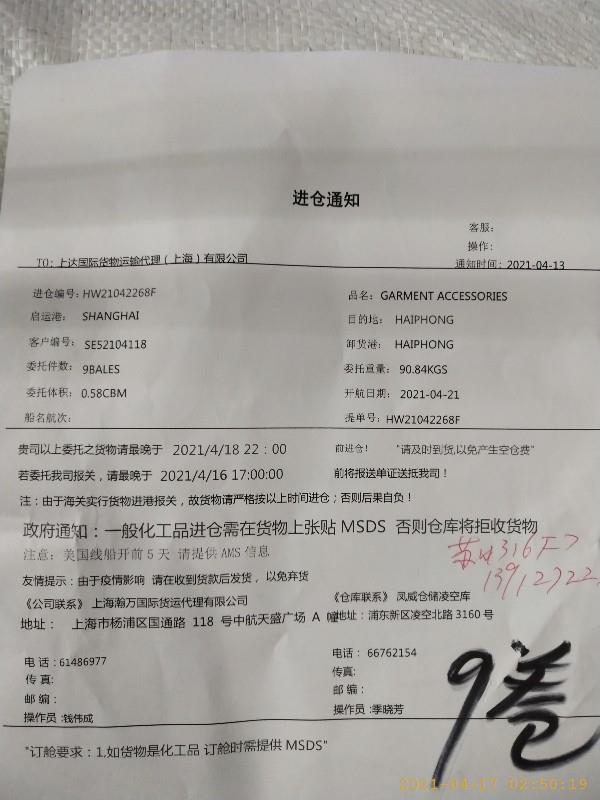 进仓通知
客服:
操作:
TO: 上达国际货物运输代理（上海）有限公司
通知时间: 2021-04-13
进仓编号: HW21042268F
品名: GARMENT ACCESSORIES
启运港: SHANGHAI
目的地: HAIPHONG
客户编号: SE52104118
卸货港: HAIPHONG
委托件数: 9BALES
委托重量: 90.84KGS
委托体积: 0.58CBM
开航日期: 2021-04-21
船名航次:
提单号: HW21042268F
贵司以上委托之货物请最晚于 2021/4/18 22：00 前进仓! "请及时到货,以免产生空仓费"
若委托我司报关，请最晚于 2021/4/16 17:00:00 前将报送单证送抵我司!
注：由于海关实行货物进港报关，故货物请严格按以上时间进仓；否则后果自负！
政府通知：一般化工品进仓需在货物上张贴 MSDS 否则仓库将拒收货物
注意：美国线船开前 5 天 请提供 AMS 信息
友情提示：由于疫情影响 请在收到货款后发货，以免弃货
《公司联系》上海瀚万国际货运代理有限公司
《仓库联系》凤威仓储凌空库
地址： 上海市杨浦区国通路 118 号中航天盛广场 A 幢
地址: 浦东新区凌空北路 3160 号
电话: 61486977
电话: 66762154
传真:
传真:
邮编:
邮编:
操作员:钱伟成
操作员:季晓芳
9卷
"订舱要求：1.如货物是化工品 订舱时需提供 MSDS"
2021-04-17 02:50:19